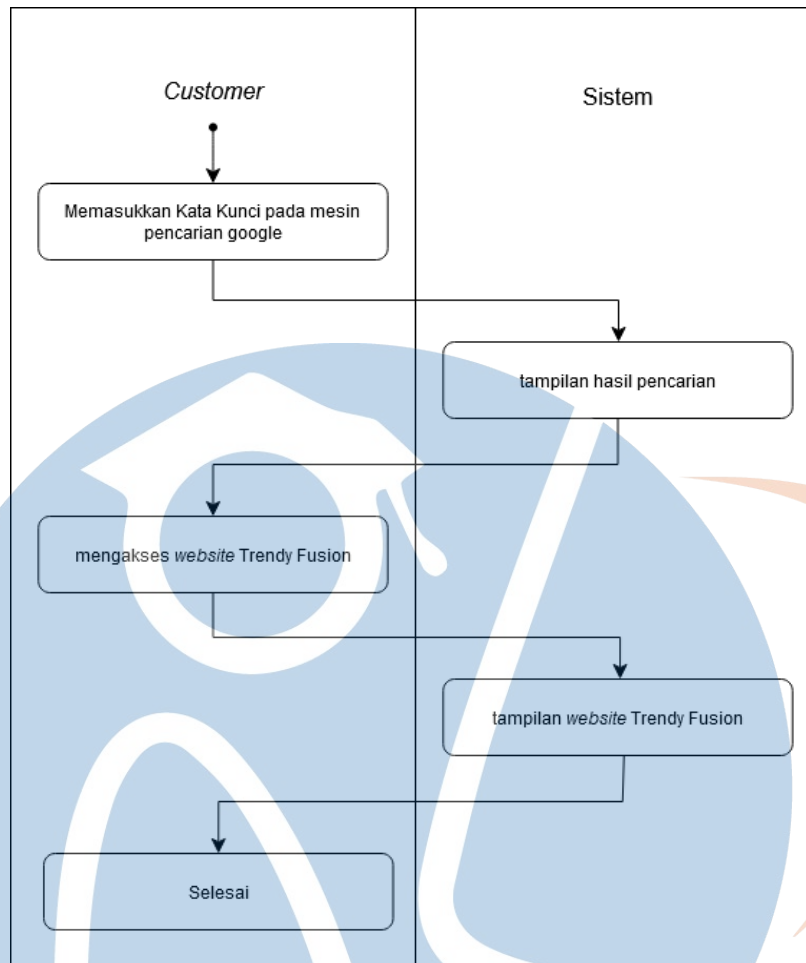 Customer
Sistem
Memasukkan Kata Kunci pada mesin
pencarian google
tampilan hasil pencarian
mengakses website Trendy Fusion
tampilan website Trendy Fusion
Selesai